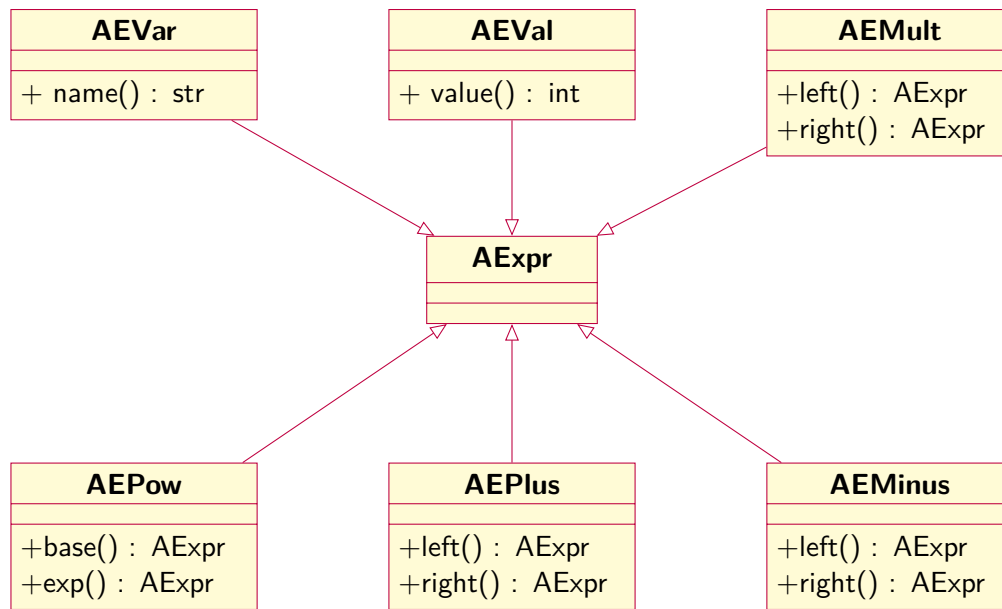 AEVar
+ name() : str
AEVal
+ value() : int
AEMult
+left() : AExpr
+right() : AExpr
AExpr
AEPow
+base() : AExpr
+exp() : AExpr
AEPlus
+left() : AExpr
+right() : AExpr
AEMinus
+left() : AExpr
+right() : AExpr